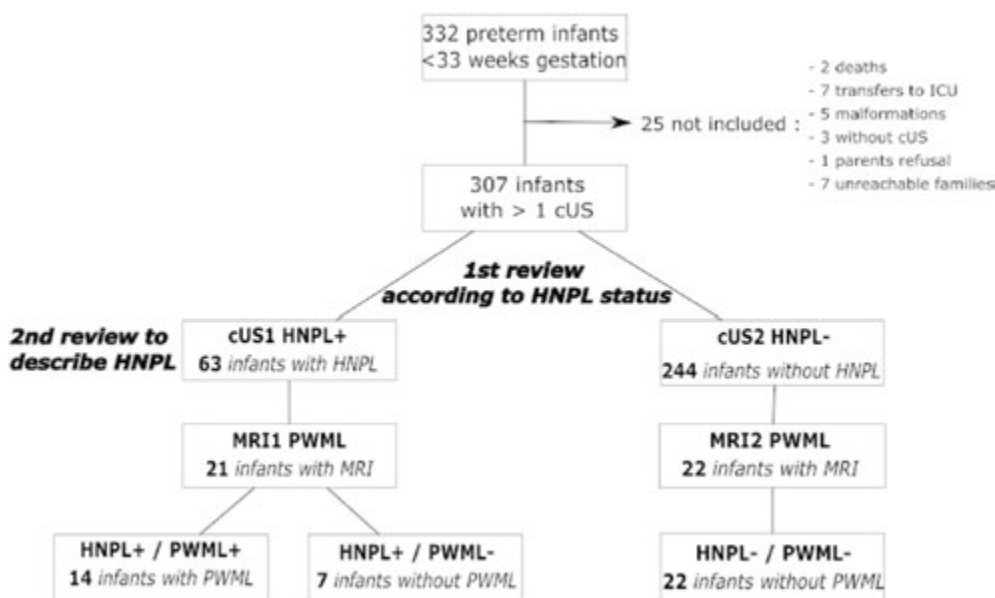 332 preterm infants
<33 weeks gestation
25 not included :
- 2 deaths
- 7 transfers to ICU
- 5 malformations
- 3 without cUS
- 1 parents refusal
- 7 unreachable families
307 infants
with > 1 cUS
1st review
according to HNPL status
2nd review to
describe HNPL
cUS1 HNPL+
63 infants with HNPL
cUS2 HNPL-
244 infants without HNPL
MRI1 PWML
21 infants with MRI
MRI2 PWML
22 infants with MRI
HNPL+ / PWML+
14 infants with PWML
HNPL+ / PWML-
7 infants without PWML
HNPL- / PWML-
22 infants without PWML